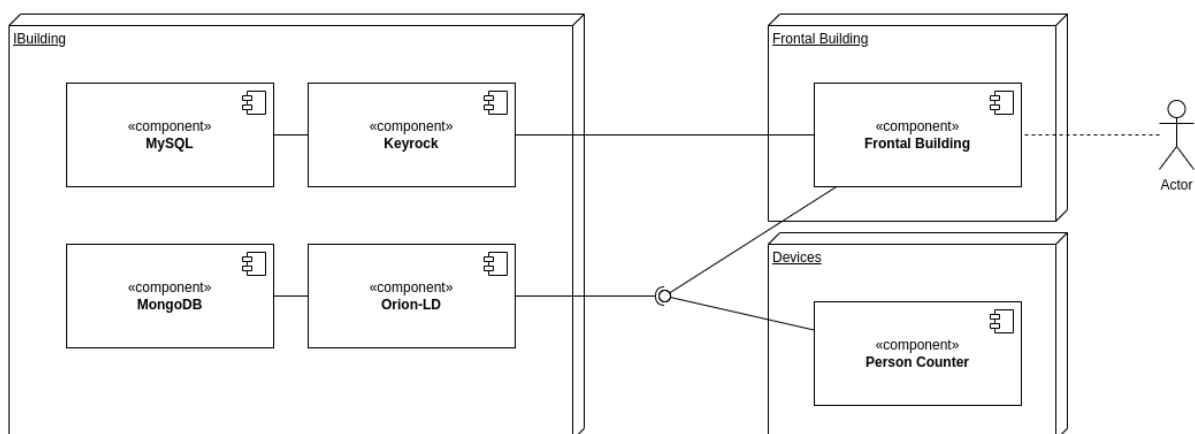 IBuilding
«component»
MySQL
«component»
Keyrock
«component»
MongoDB
«component»
Orion-LD
Frontal Building
«component»
Frontal Building
Actor
Devices
«component»
Person Counter